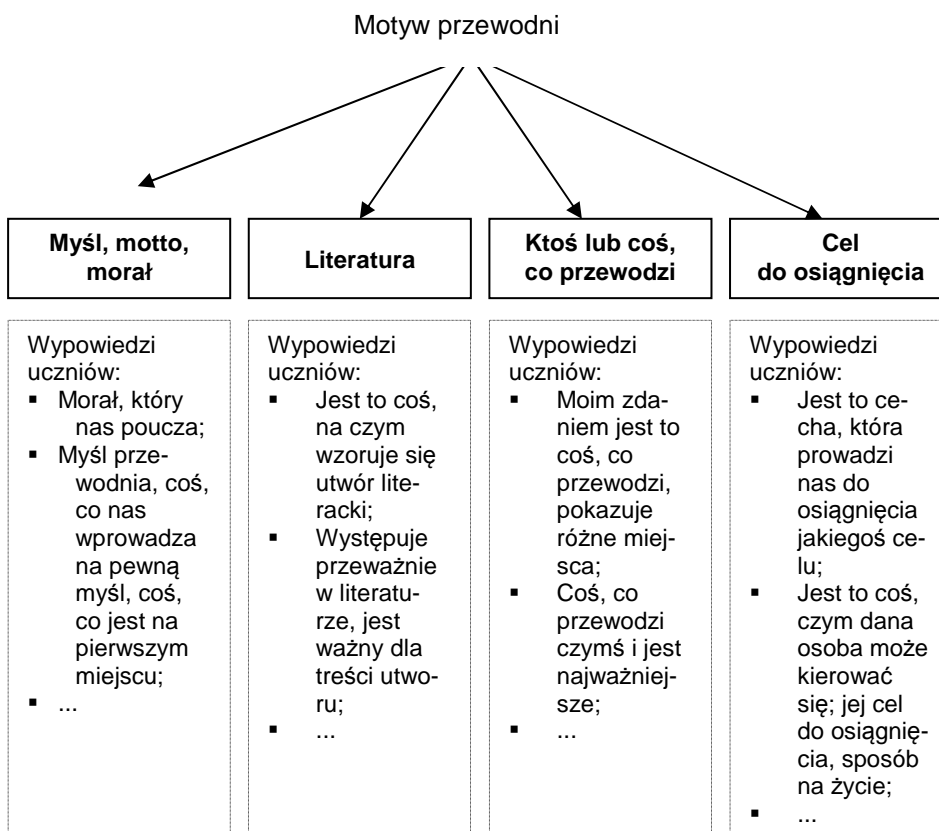 Motyw przewodni
Myśl, motto,
morał
Literatura
Ktoś lub coś,
co przewodzi
Cel
do osiągnięcia
Wypowiedzi
uczniów:
▪ Morał, który
nas poucza;
▪ Myśl prze-
wodnia, coś,
co nas
wprowadza
na pewną
myśl, coś,
co jest na
pierwszym
miejscu;
▪ ...
Wypowiedzi
uczniów:
▪ Jest to coś,
na czym
wzoruje się
utwór lite-
racki;
▪ Występuje
przeważnie
w literatu-
rze, jest
ważny dla
treści utwo-
ru;
▪ ...
Wypowiedzi
uczniów:
▪ Moim zda-
niem jest to
coś, co
przewodzi,
pokazuje
różne miej-
sca;
▪ Coś, co
przewodzi
czymś i jest
najważniej-
sze;
▪ ...
Wypowiedzi
uczniów:
▪ Jest to ce-
cha, która
prowadzi
nas do
osiągnięcia
jakiegoś ce-
lu;
▪ Jest to coś,
czym dana
osoba może
kierować
się; jej cel
do osiągnię-
cia, sposób
na życie;
▪ ...